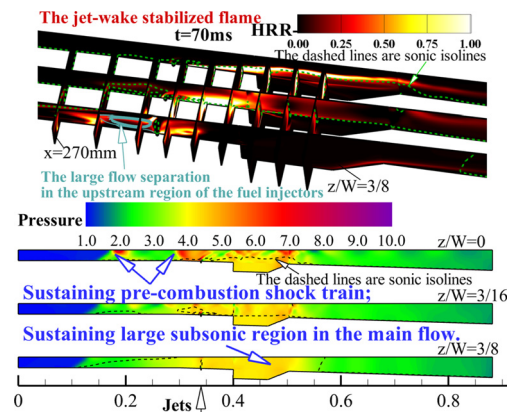 The jet-wake stabilized flame
t=70ms
HRR
0.00 0.25 0.50 0.75 1.00
The dashed lines are sonic isolines
x=270mm
The large flow separation
in the upstream region of the fuel injectors
z/W=3/8
Pressure
1.0 2.0 3.0 4.0 5.0 6.0 7.0 8.0 9.0 10.0
z/W=0
The dashed lines are sonic isolines
Sustaining pre-combustion shock train;
z/W=3/16
Sustaining large subsonic region in the main flow.
z/W=3/8
0 0.2 Jets 0.4 0.6 0.8